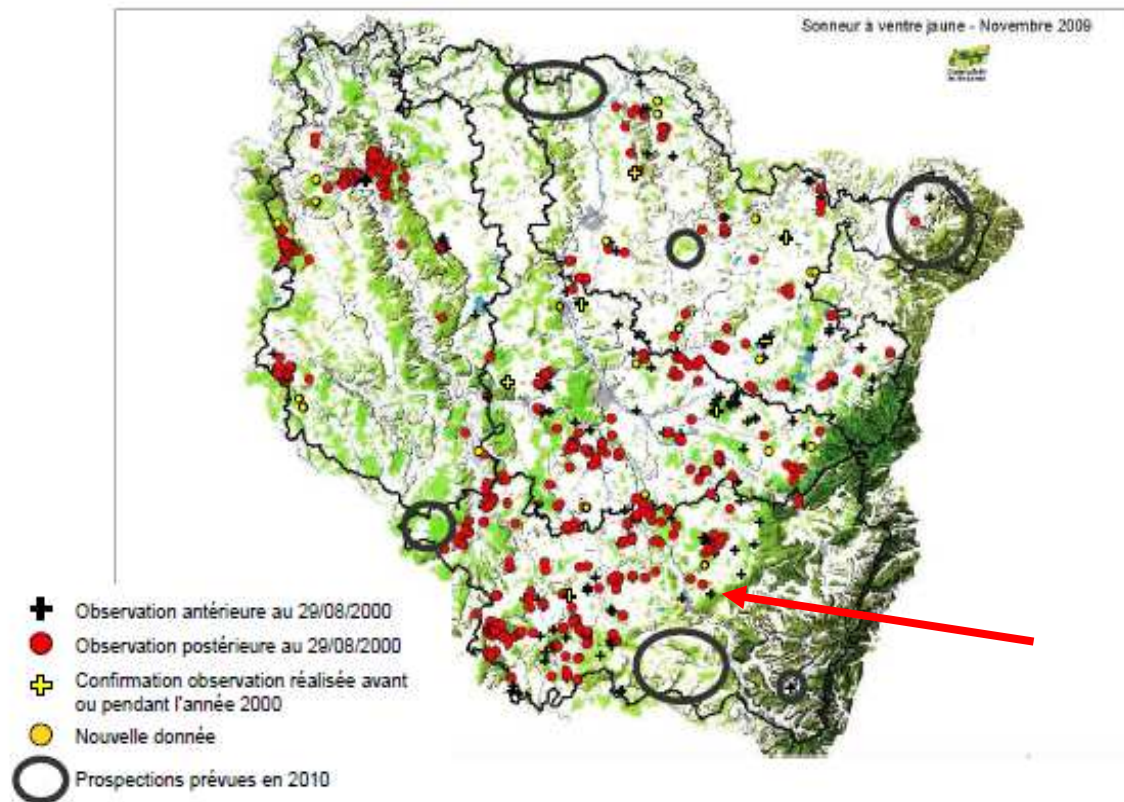 Sonneur à ventre jaune - Novembre 2009
Observation antérieure au 29/08/2000
Observation postérieure au 29/08/2000
Confirmation observation réalisée avant
ou pendant l'année 2000
Nouvelle donnée
Prospections prévues en 2010